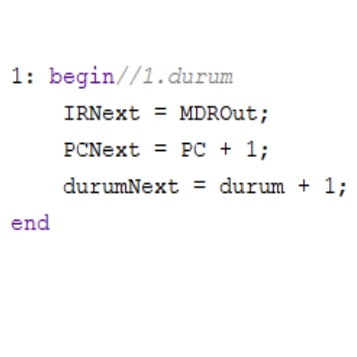 1: begin//1.durum
IRNext = MDROut;
PCNext = PC + 1;
durumNext = durum + 1;
end